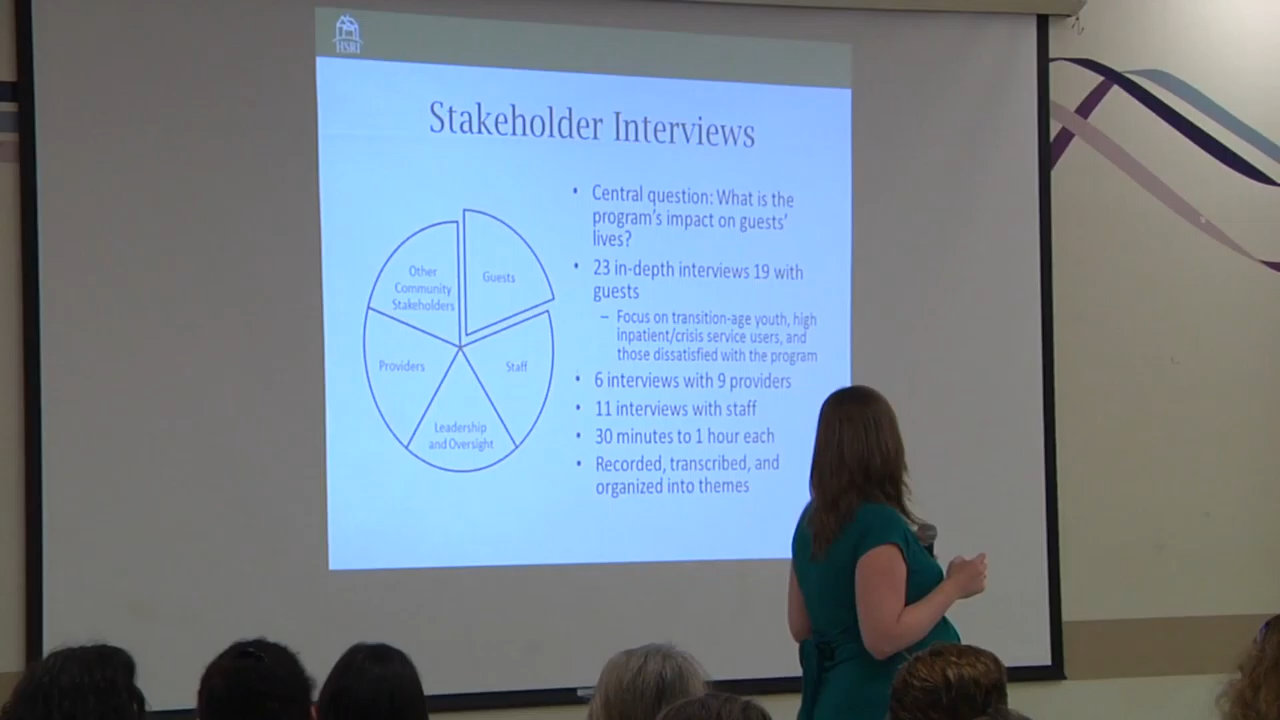 HSRI
Stakeholder Interviews
• Central question: What is the
program's impact on guests'
lives?
• 23 in-depth interviews 19 with
guests
– Focus on transition-age youth, high
inpatient/crisis service users, and
those dissatisfied with the program
• 6 interviews with 9 providers
• 11 interviews with staff
• 30 minutes to 1 hour each
• Recorded, transcribed, and
organized into themes
Other
Community
Stakeholders
Guests
Providers
Staff
Leadership
and Oversight